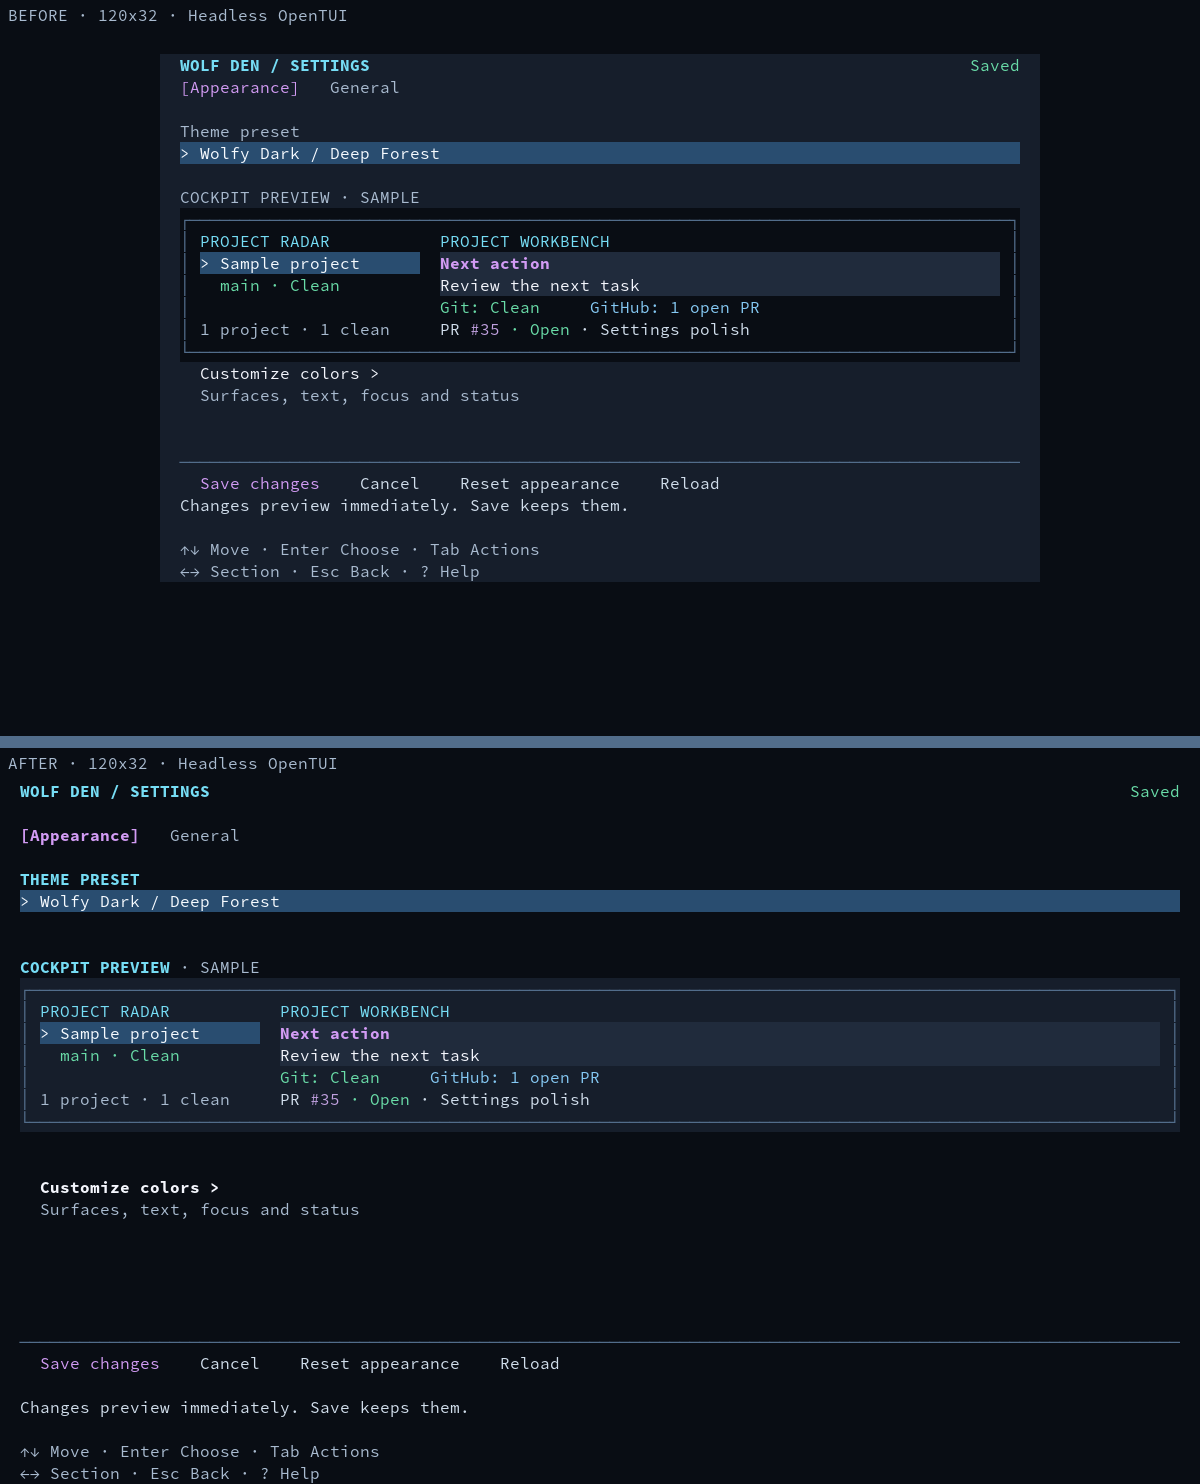 BEFORE · 120x32 · Headless OpenTUI
WOLF DEN / SETTINGS Saved
[Appearance] General
Theme preset
> Wolfy Dark / Deep Forest
COCKPIT PREVIEW · SAMPLE
PROJECT RADAR PROJECT WORKBENCH
> Sample project Next action
main · Clean Review the next task
Git: Clean GitHub: 1 open PR
1 project · 1 clean PR #35 · Open · Settings polish
Customize colors >
Surfaces, text, focus and status
Save changes Cancel Reset appearance Reload
Changes preview immediately. Save keeps them.
↑↓ Move · Enter Choose · Tab Actions
←→ Section · Esc Back · ? Help
AFTER · 120x32 · Headless OpenTUI
WOLF DEN / SETTINGS Saved
[Appearance] General
THEME PRESET
> Wolfy Dark / Deep Forest
COCKPIT PREVIEW · SAMPLE
PROJECT RADAR PROJECT WORKBENCH
> Sample project Next action
main · Clean Review the next task
Git: Clean GitHub: 1 open PR
1 project · 1 clean PR #35 · Open · Settings polish
Customize colors >
Surfaces, text, focus and status
Save changes Cancel Reset appearance Reload
Changes preview immediately. Save keeps them.
↑↓ Move · Enter Choose · Tab Actions
←→ Section · Esc Back · ? Help